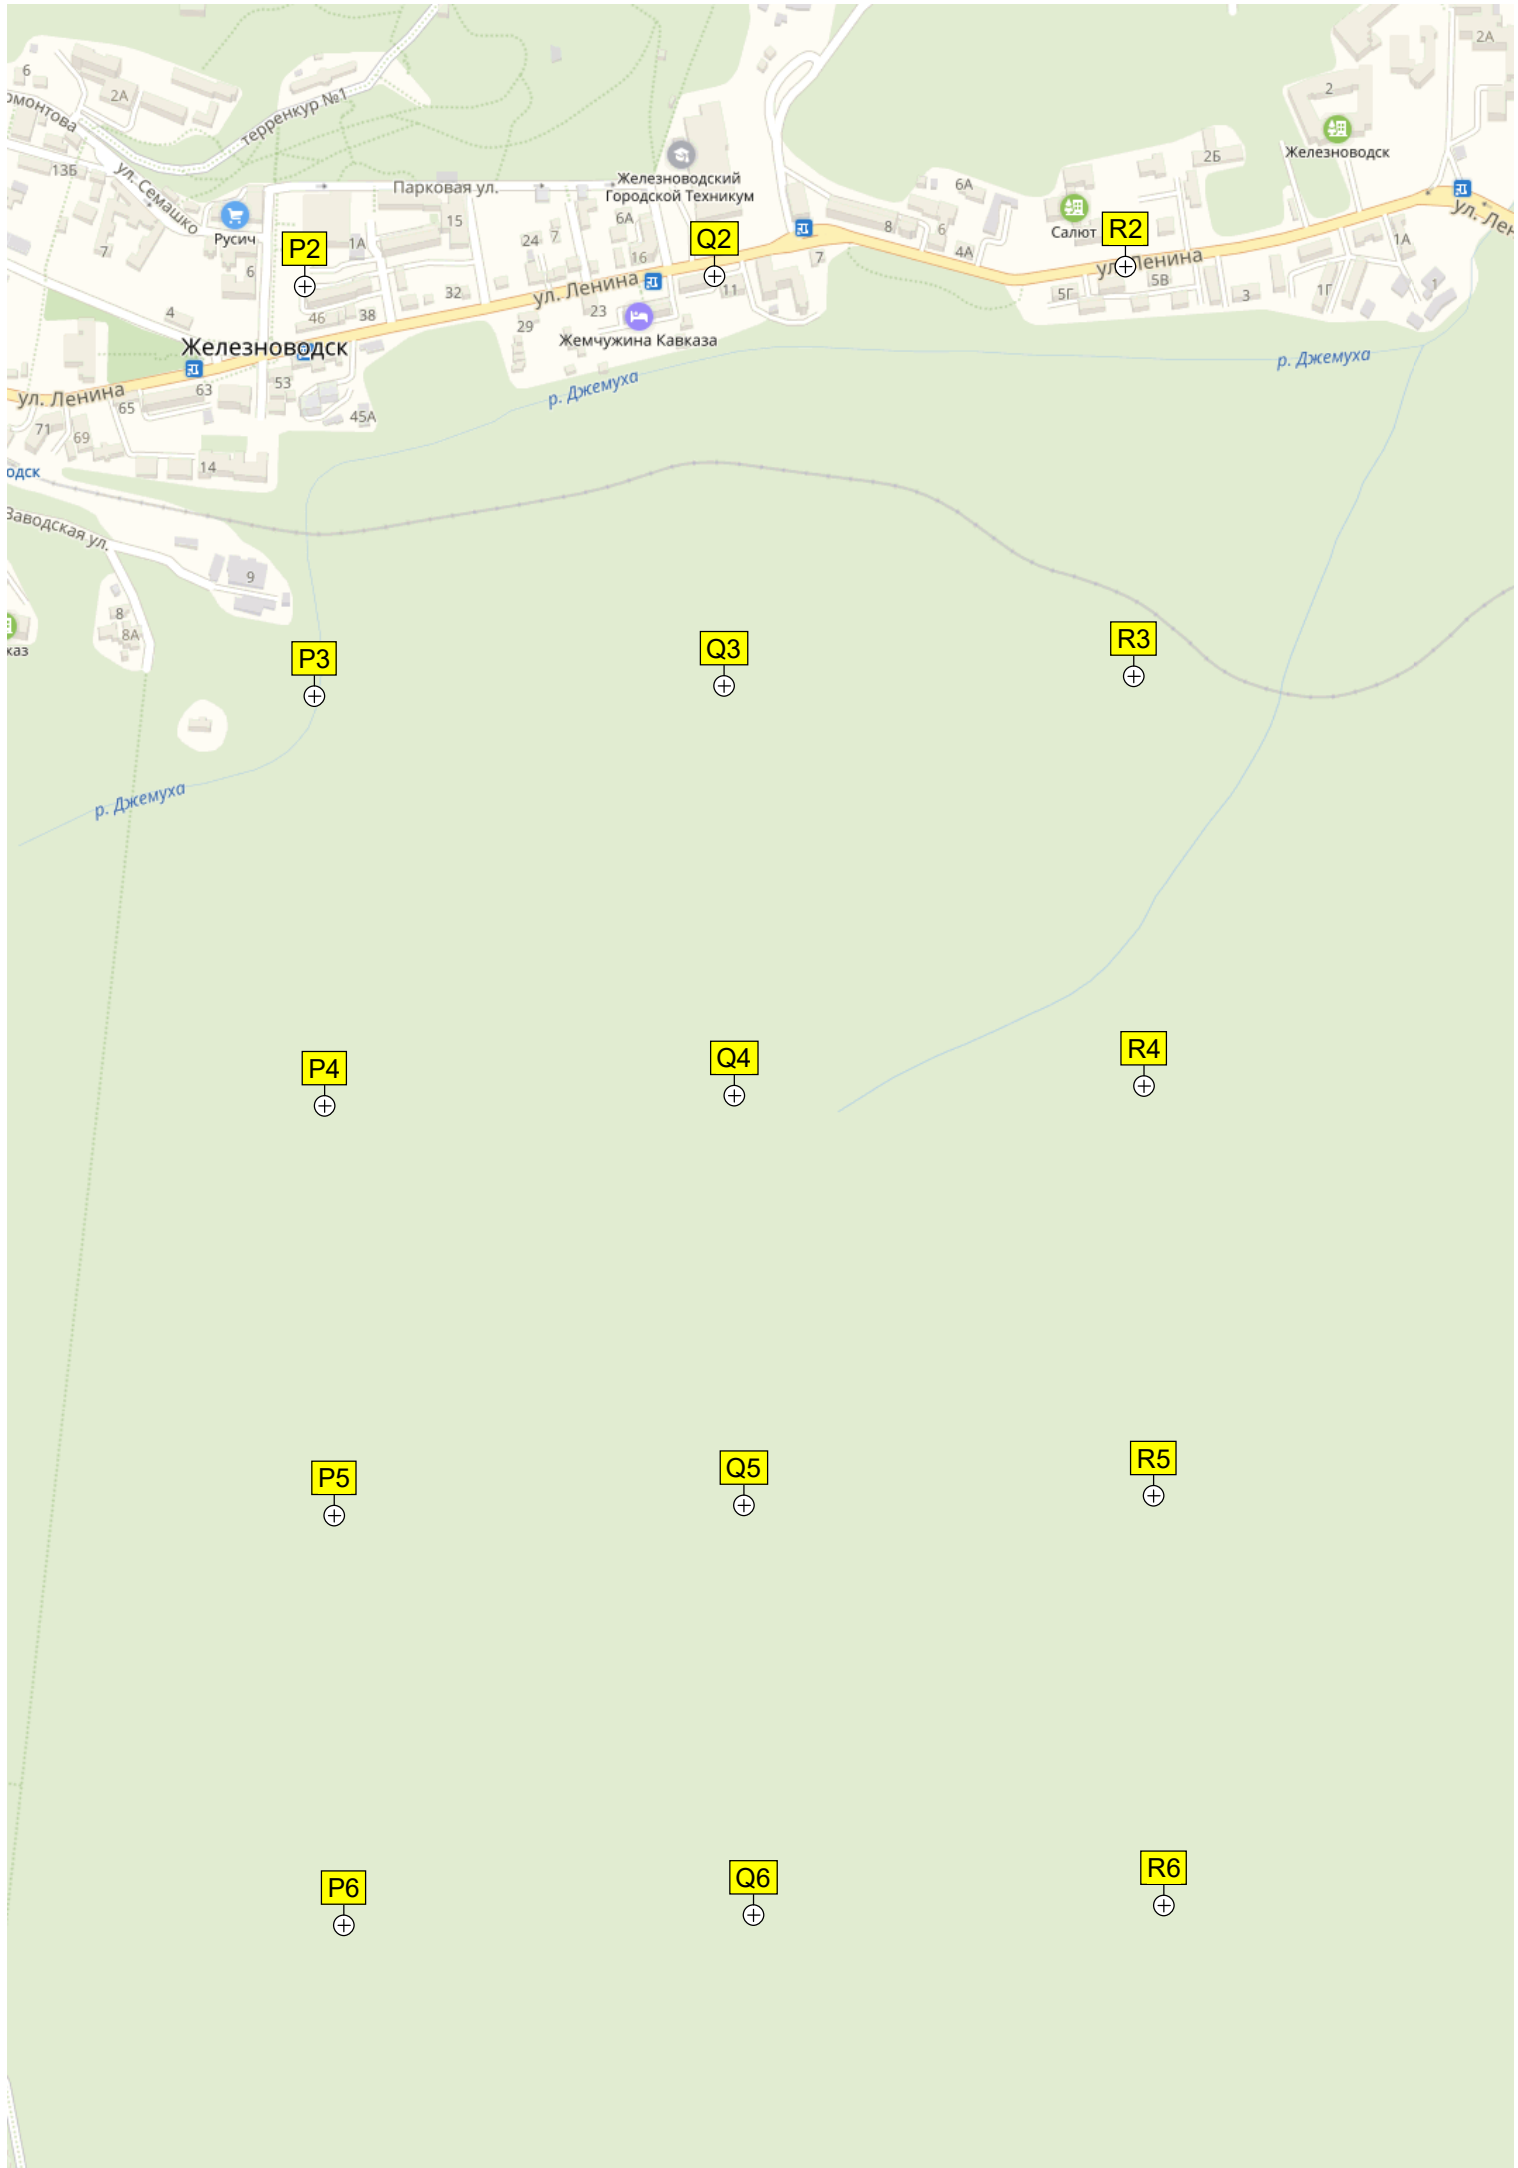 2А
6
2А
2
терренкур №1
Железноводск
13Б
ул. Семашко
Парковая ул.
Железноводский
Городской Техникум
2Б
6А
Русич
15
6А
8
6
Салют
R2
ул. Ленина
1А
7
P2
1А
24
7
16
Q2
7
4А
6
32
ул. Ленина
11
5Г
5В
3
1Г
1
4
46
38
29
23
Жемчужина Кавказа
Железноводск
р. Джемуха
ул. Ленина
63
53
р. Джемуха
65
45А
71
69
14
одск
Заводская ул.
9
8
8А
каз
P3
Q3
R3
р. Джемуха
P4
Q4
R4
P5
Q5
R5
P6
Q6
R6